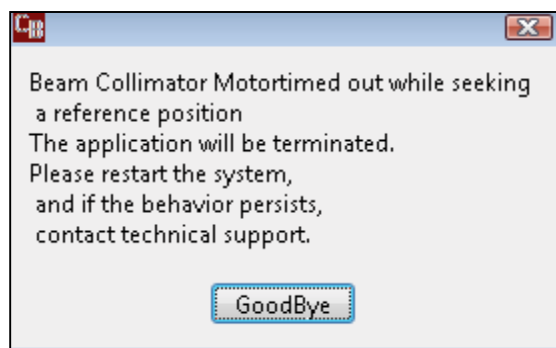 Beam Collimator Motortimed out while seeking
a reference position
The application will be terminated.
Please restart the system,
and if the behavior persists,
contact technical support.
GoodBye